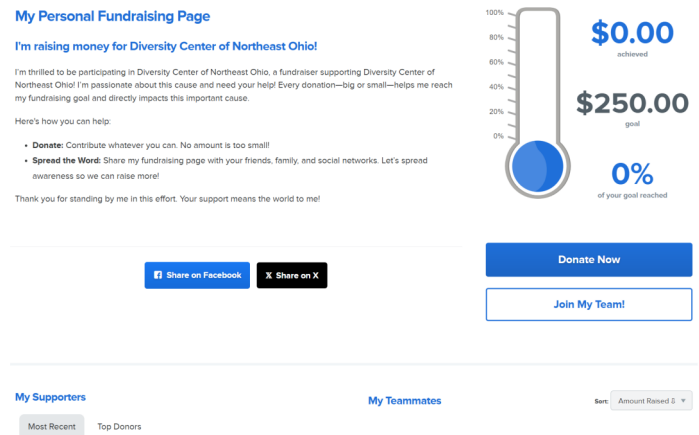 My Personal Fundraising Page
I'm raising money for Diversity Center of Northeast Ohio!
I'm thrilled to be participating in Diversity Center of Northeast Ohio, a fundraiser supporting Diversity Center of
Northeast Ohio! I'm passionate about this cause and need your help! Every donation—big or small—helps me reach
my fundraising goal and directly impacts this important cause.
Here's how you can help:
• Donate: Contribute whatever you can. No amount is too small!
• Spread the Word: Share my fundraising page with your friends, family, and social networks. Let's spread
awareness so we can raise more!
Thank you for standing by me in this effort. Your support means the world to me!
Share on Facebook
X Share on X
100%
80%
60%
40%
20%
0%
$0.00
achieved
$250.00
goal
0%
of your goal reached
Donate Now
Join My Team!
My Supporters
Most Recent
Top Donors
My Teammates
Sort:
Amount Raised ⇩